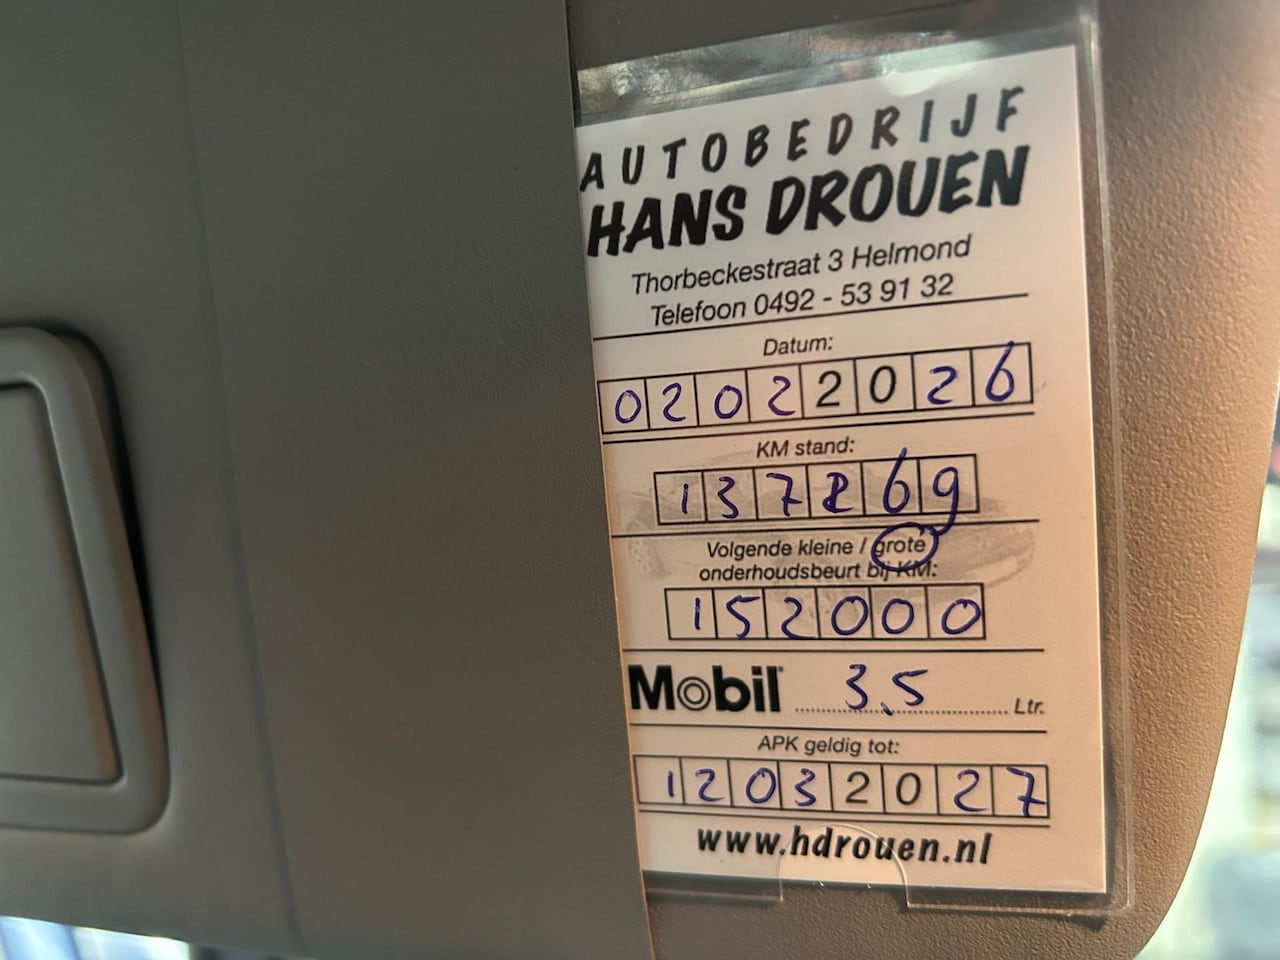 AUTOBEDRIJF
HANS DROUEN
Thorbeckestraat 3 Helmond
Telefoon 0492 - 53 91 32
Datum:
02022026
KM stand:
Volgende kleine / grote
onderhoudsbeurt bij KM:
152000
Mobil 3,5 Ltr.
APK geldig tot:
12032027
www.hdrouen.nl